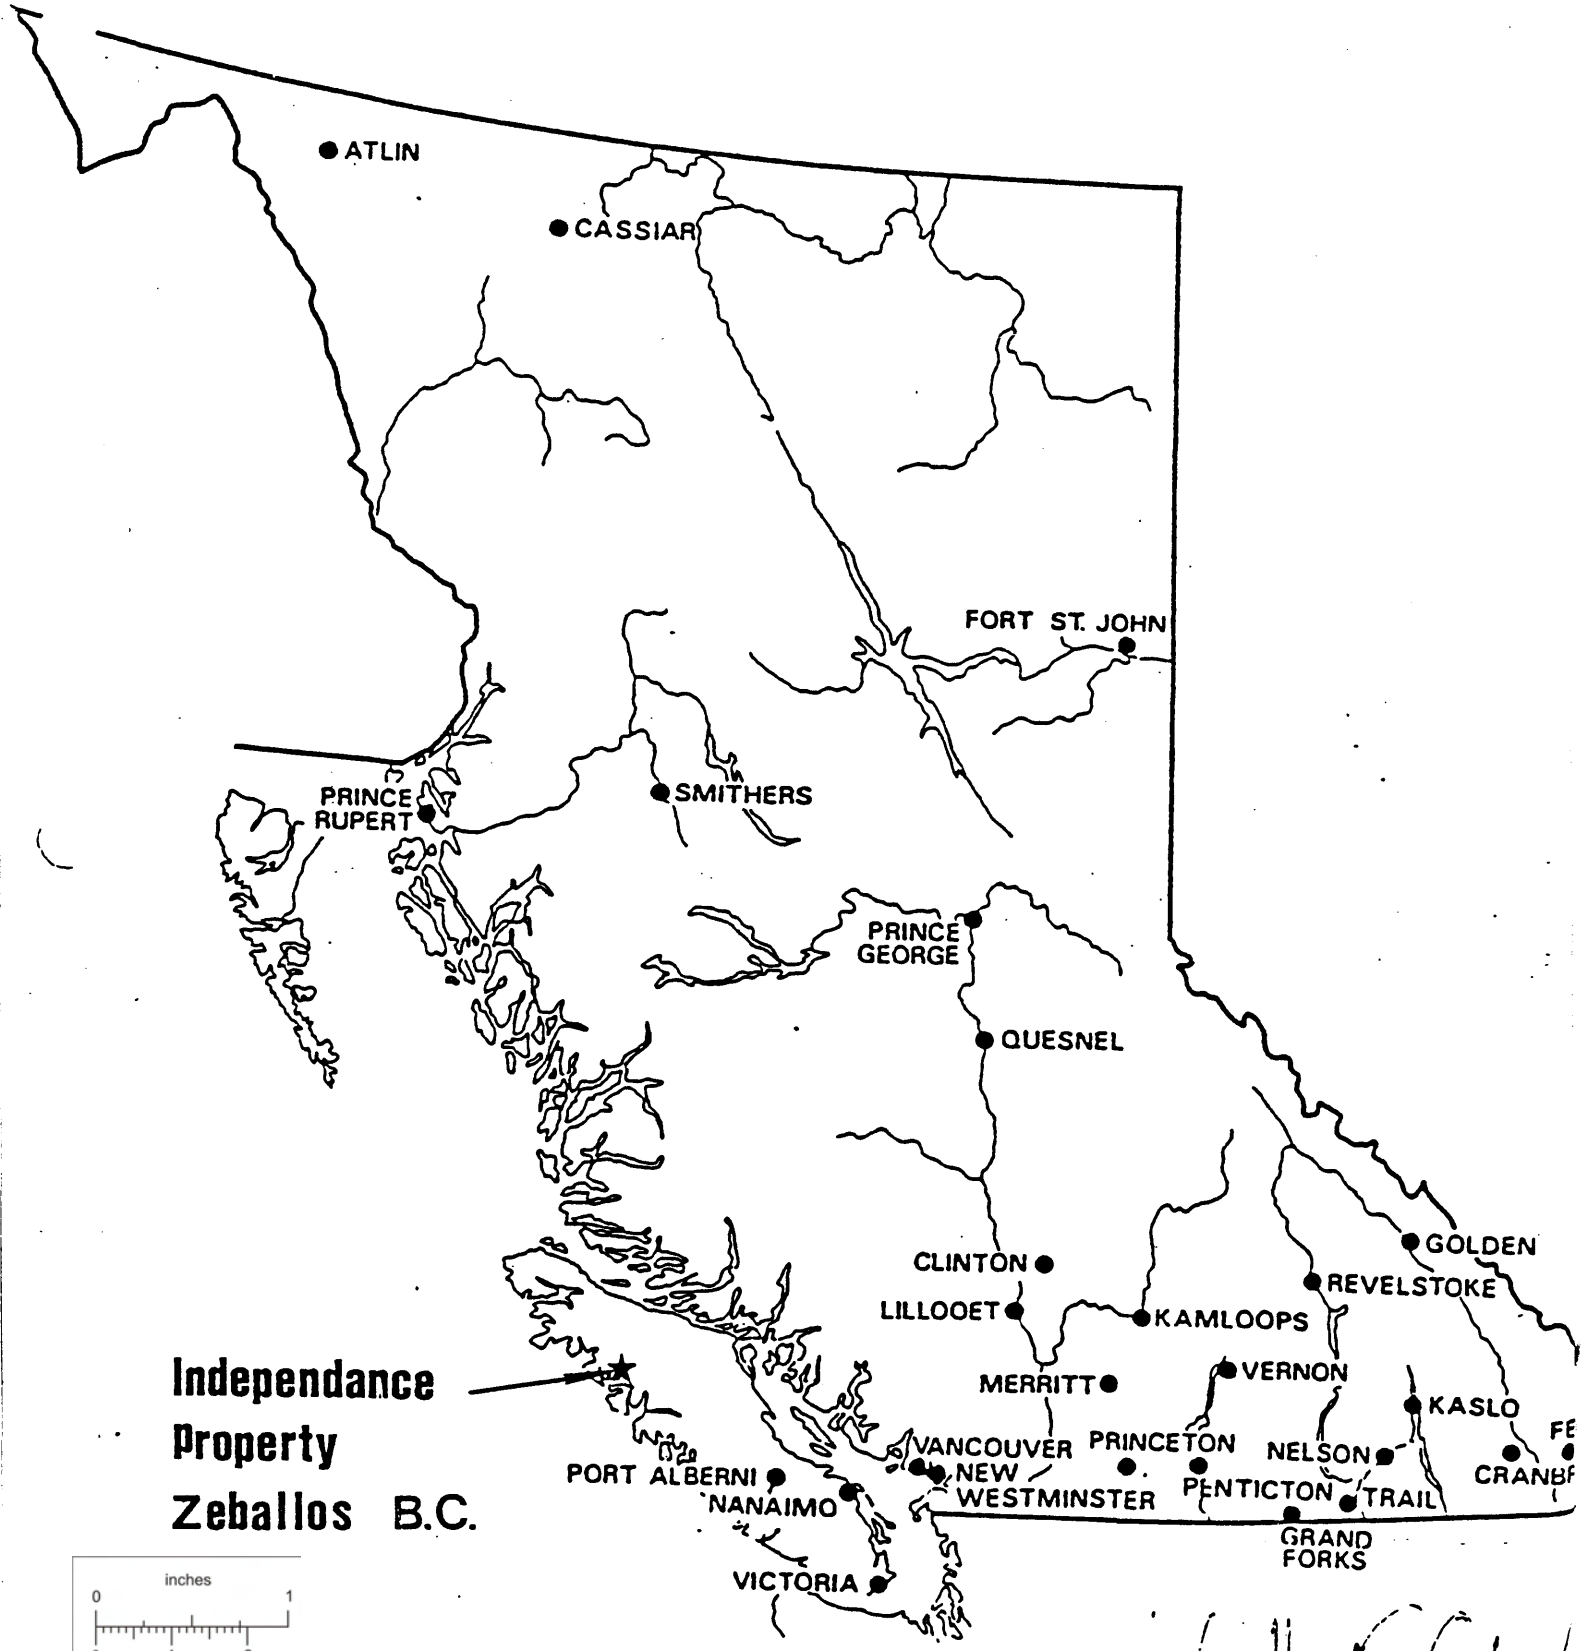 ATLIN
CASSIAR
FORT ST. JOHN
PRINCE
RUPERT
SMITHERS
PRINCE
GEORGE
QUESNEL
CLINTON
GOLDEN
REVELSTOKE
LILLOOET
KAMLOOPS
Independance
Property
Zeballos B.C.
MERRITT
VERNON
KASLO
FE
VANCOUVER
PRINCETON
NELSON
CRANBF
PORT ALBERNI
NEW
WESTMINSTER
PENTICTON
TRAIL
NANAIMO
GRAND
FORKS
VICTORIA
inches
0 1